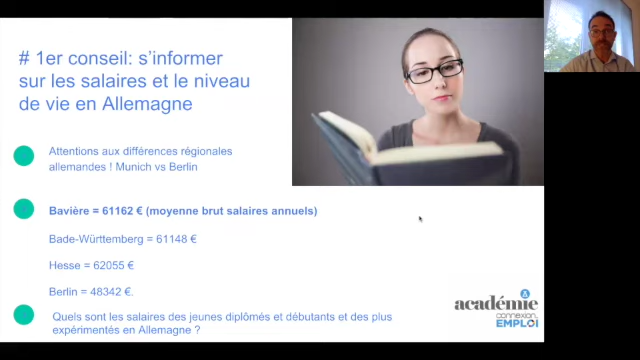 # 1er conseil: s’informer
sur les salaires et le niveau
de vie en Allemagne
Attentions aux différences régionales
allemandes ! Munich vs Berlin
Bavière = 61162 € (moyenne brut salaires annuels)
Bade-Württemberg = 61148 €
Hesse = 62055 €
Berlin = 48342 €.
Quels sont les salaires des jeunes diplômés et débutants et des plus
expérimentés en Allemagne ?
académie
connexion
EMPLOI